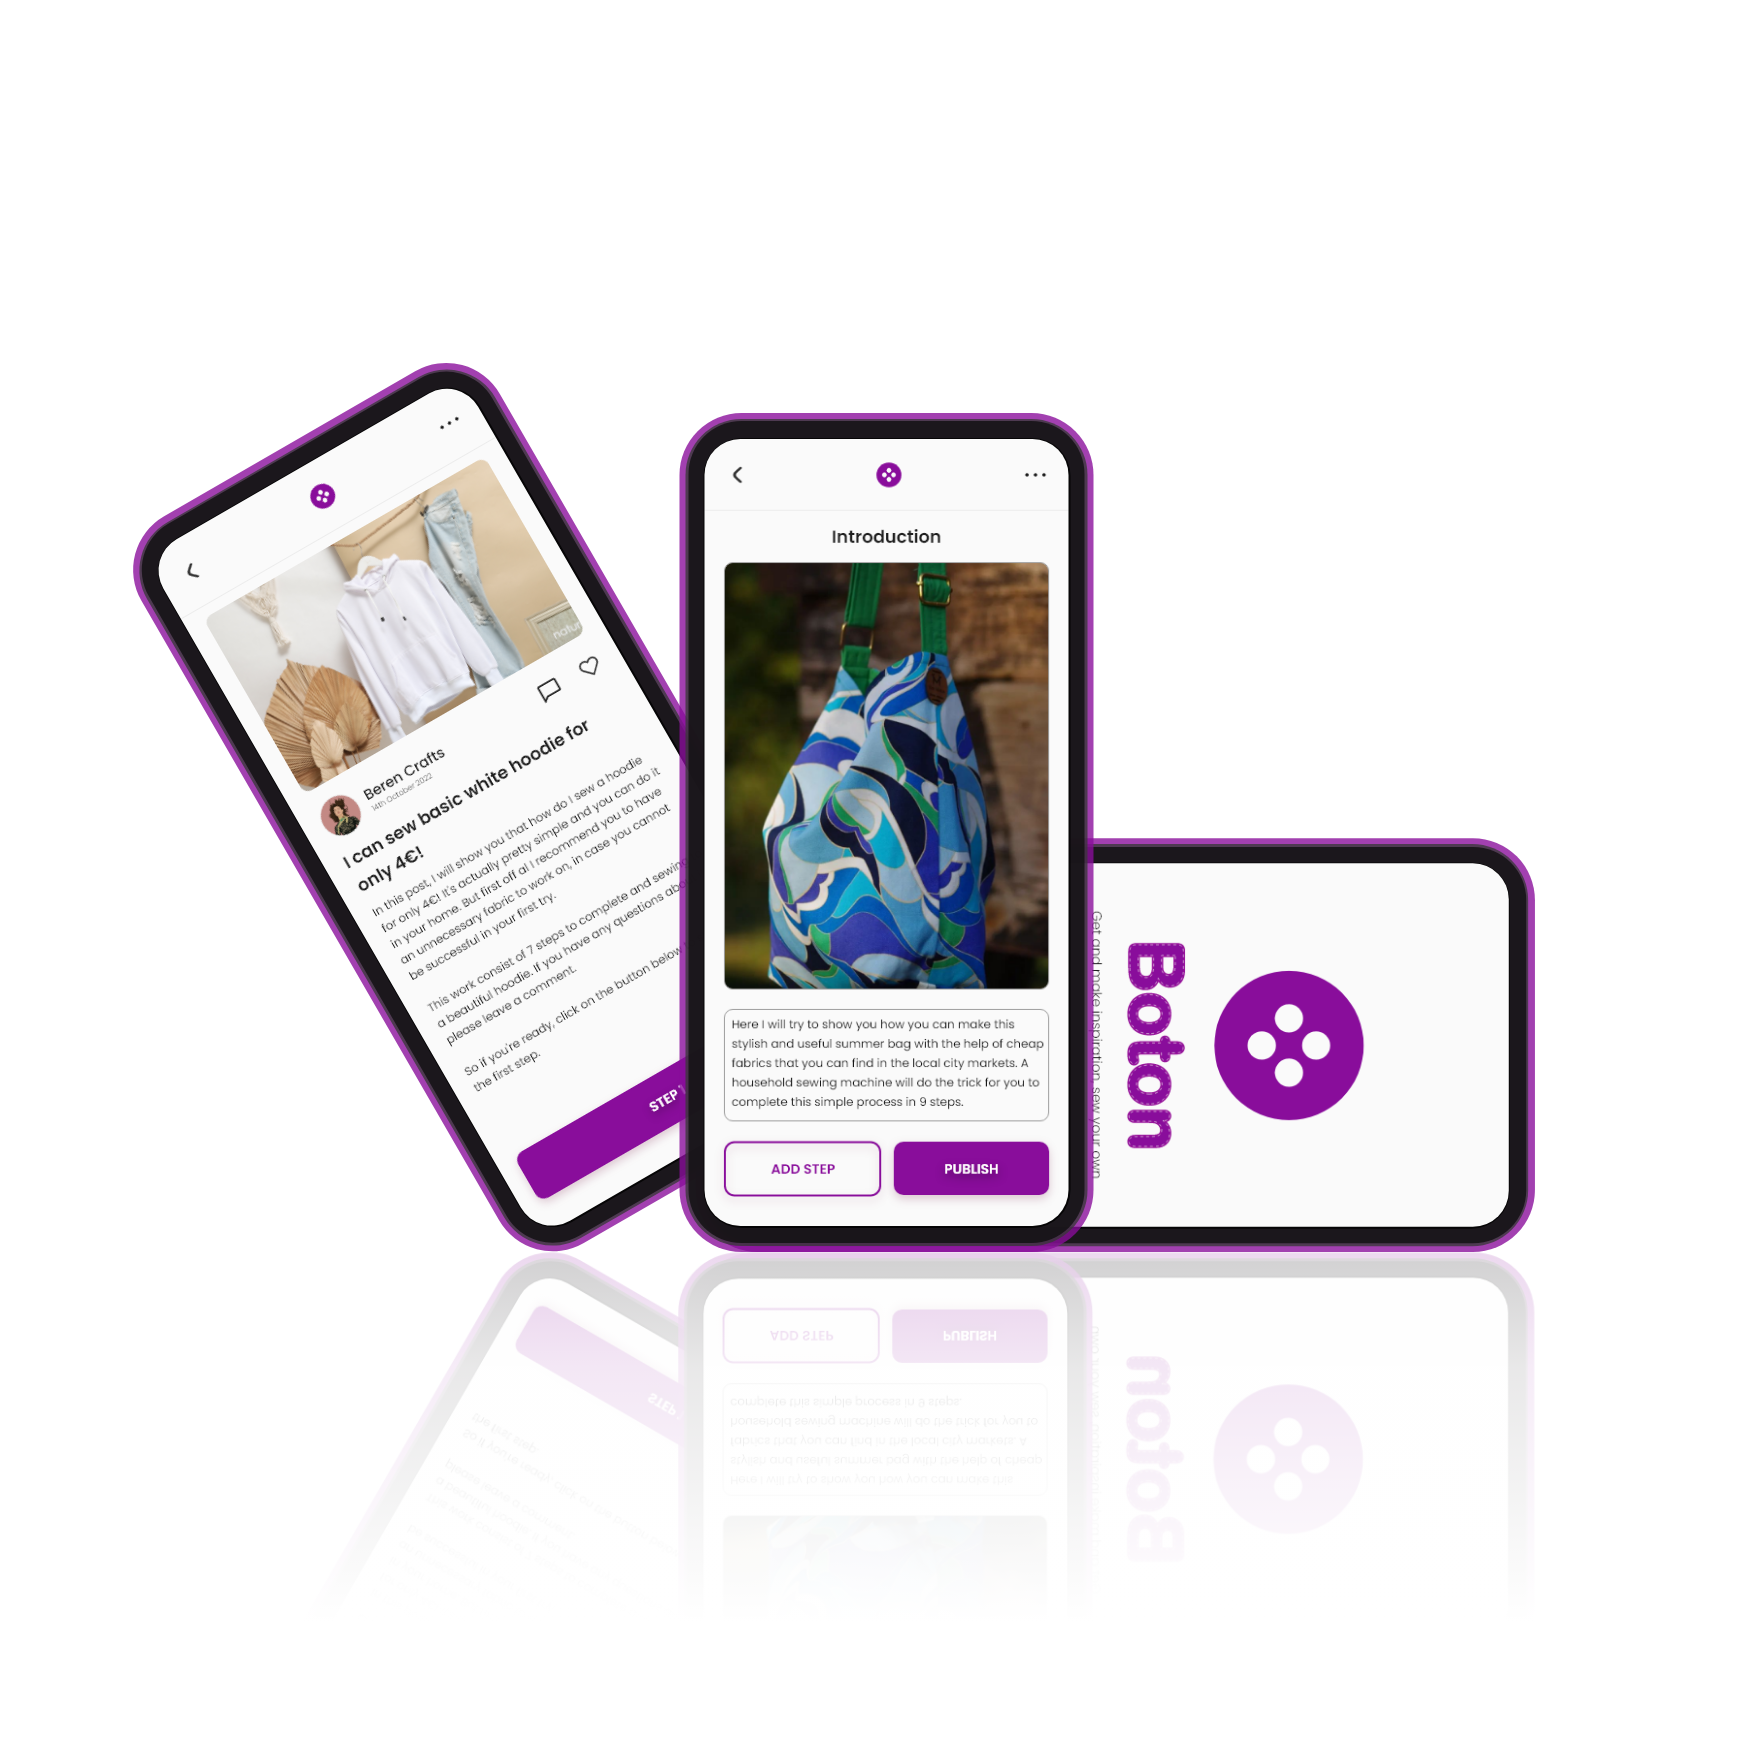 natur
Beren Crafts
14th October 2022
I can sew basic white hoodie for
only 4€!
In this post, I will show you that how do I sew a hoodie
for only 4€! It's actually pretty simple and you can do it
in your home. But first off al I recommend you to have
an unnecessary fabric to work on, in case you cannot
be successful in your first try.
This work consist of 7 steps to complete and sewing
a beautiful hoodie. If you have any questions abo
please leave a comment.
So if you're ready, click on the button below
the first step.
STEP
Introduction
Here I will try to show you how you can make this
stylish and useful summer bag with the help of cheap
fabrics that you can find in the local city markets. A
household sewing machine will do the trick for you to
complete this simple process in 9 steps.
ADD STEP
PUBLISH
Boton
Get and make inspiration, sew your own